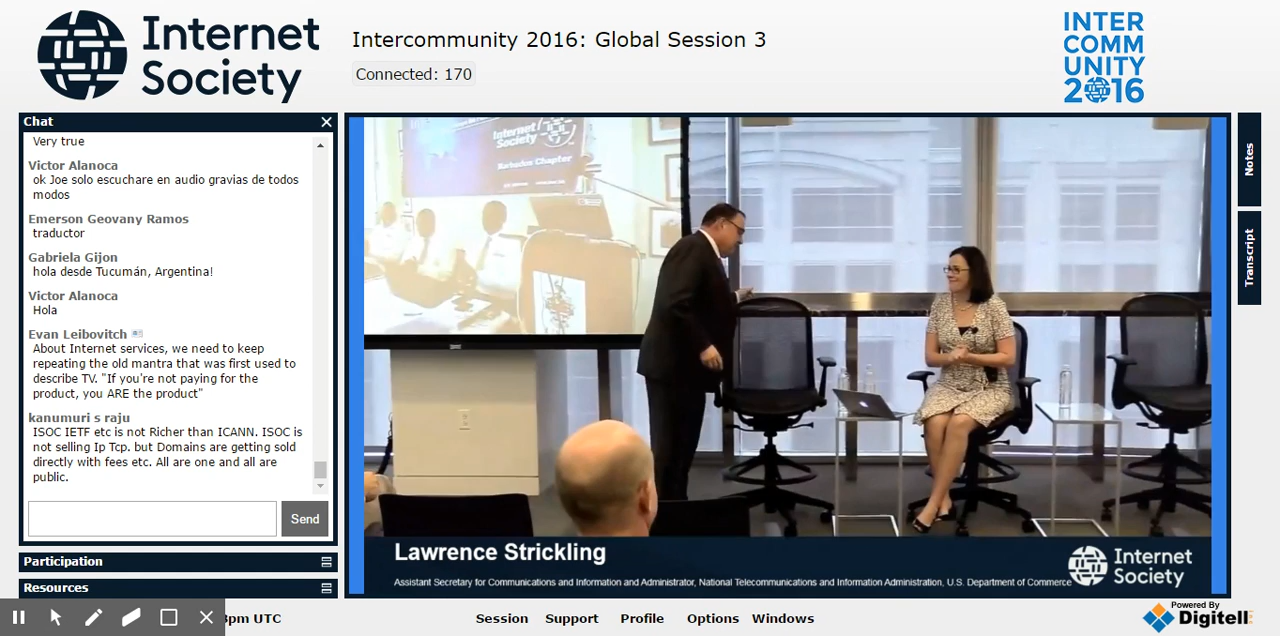 Internet
Society
Intercommunity 2016: Global Session 3
Connected: 170
INTER
COMM
UNITY
2016
Chat
Very true
Victor Alanoca
ok Joe solo escuchare en audio gravias de todos
modos
Emerson Geovany Ramos
traductor
Gabriela Gijon
hola desde Tucumán, Argentina!
Victor Alanoca
Hola
Evan Leibovitch
About Internet services, we need to keep
repeating the old mantra that was first used to
describe TV. "If you're not paying for the
product, you ARE the product"
kanumuri s raju
ISOC IETF etc is not Richer than ICANN. ISOC is
not selling Ip Tcp. but Domains are getting sold
directly with fees etc. All are one and all are
public.
Send
Participation
Resources
Internet
Society
Barbados Chapter
Lawrence Strickling
Assistant Secretary for Communications and Information and Administrator, National Telecommunications and Information Administration, U.S. Department of Commerce
Internet
Society
Notes
Transcript
pm UTC
Session Support Profile Options Windows
Powered By
Digitell